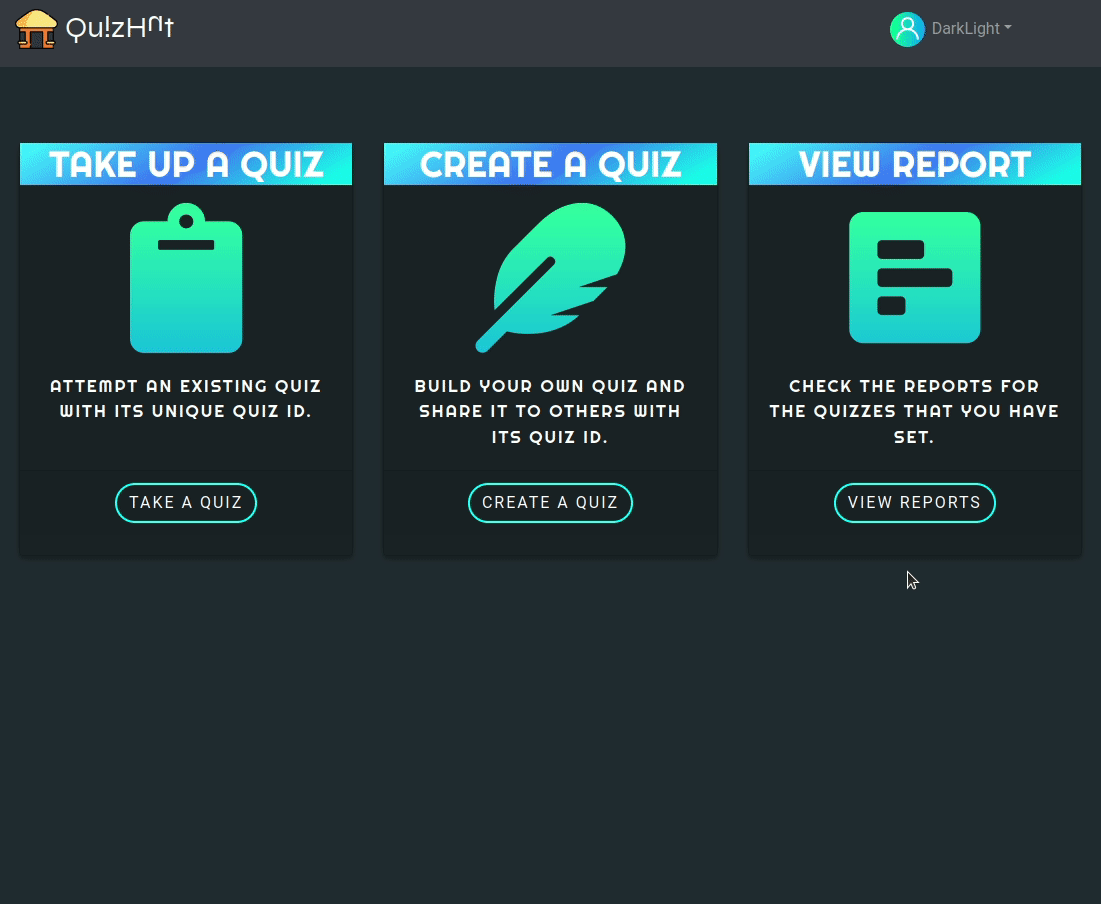 Qu!zHut
DarkLight
TAKE UP A QUIZ
CREATE A QUIZ
VIEW REPORT
ATTEMPT AN EXISTING QUIZ
WITH ITS UNIQUE QUIZ ID.
BUILD YOUR OWN QUIZ AND
SHARE IT TO OTHERS WITH
ITS QUIZ ID.
CHECK THE REPORTS FOR
THE QUIZZES THAT YOU HAVE
SET.
TAKE A QUIZ
CREATE A QUIZ
VIEW REPORTS